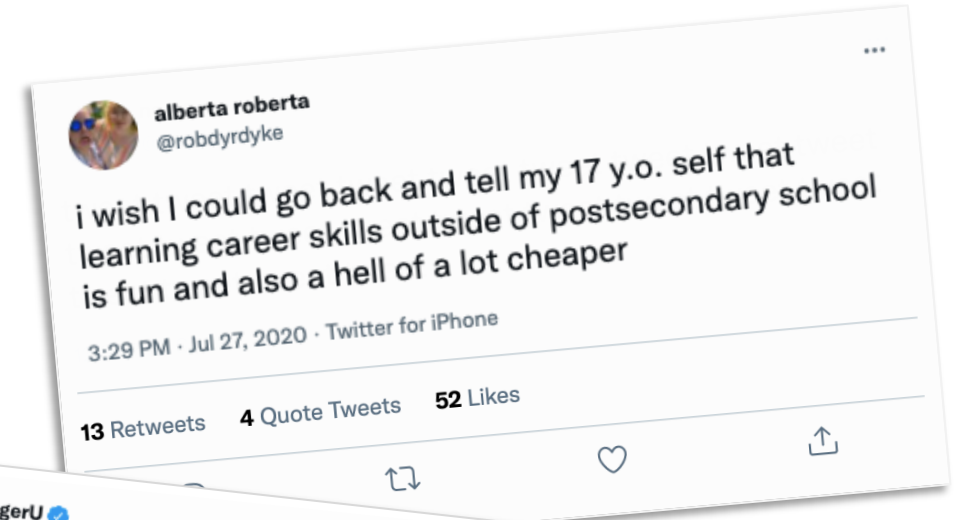 alberta roberta
@robdyrdyke
i wish I could go back and tell my 17 y.o. self that
learning career skills outside of postsecondary school
is fun and also a hell of a lot cheaper
3:29 PM · Jul 27, 2020 · Twitter for iPhone
13 Retweets 4 Quote Tweets 52 Likes
gerU